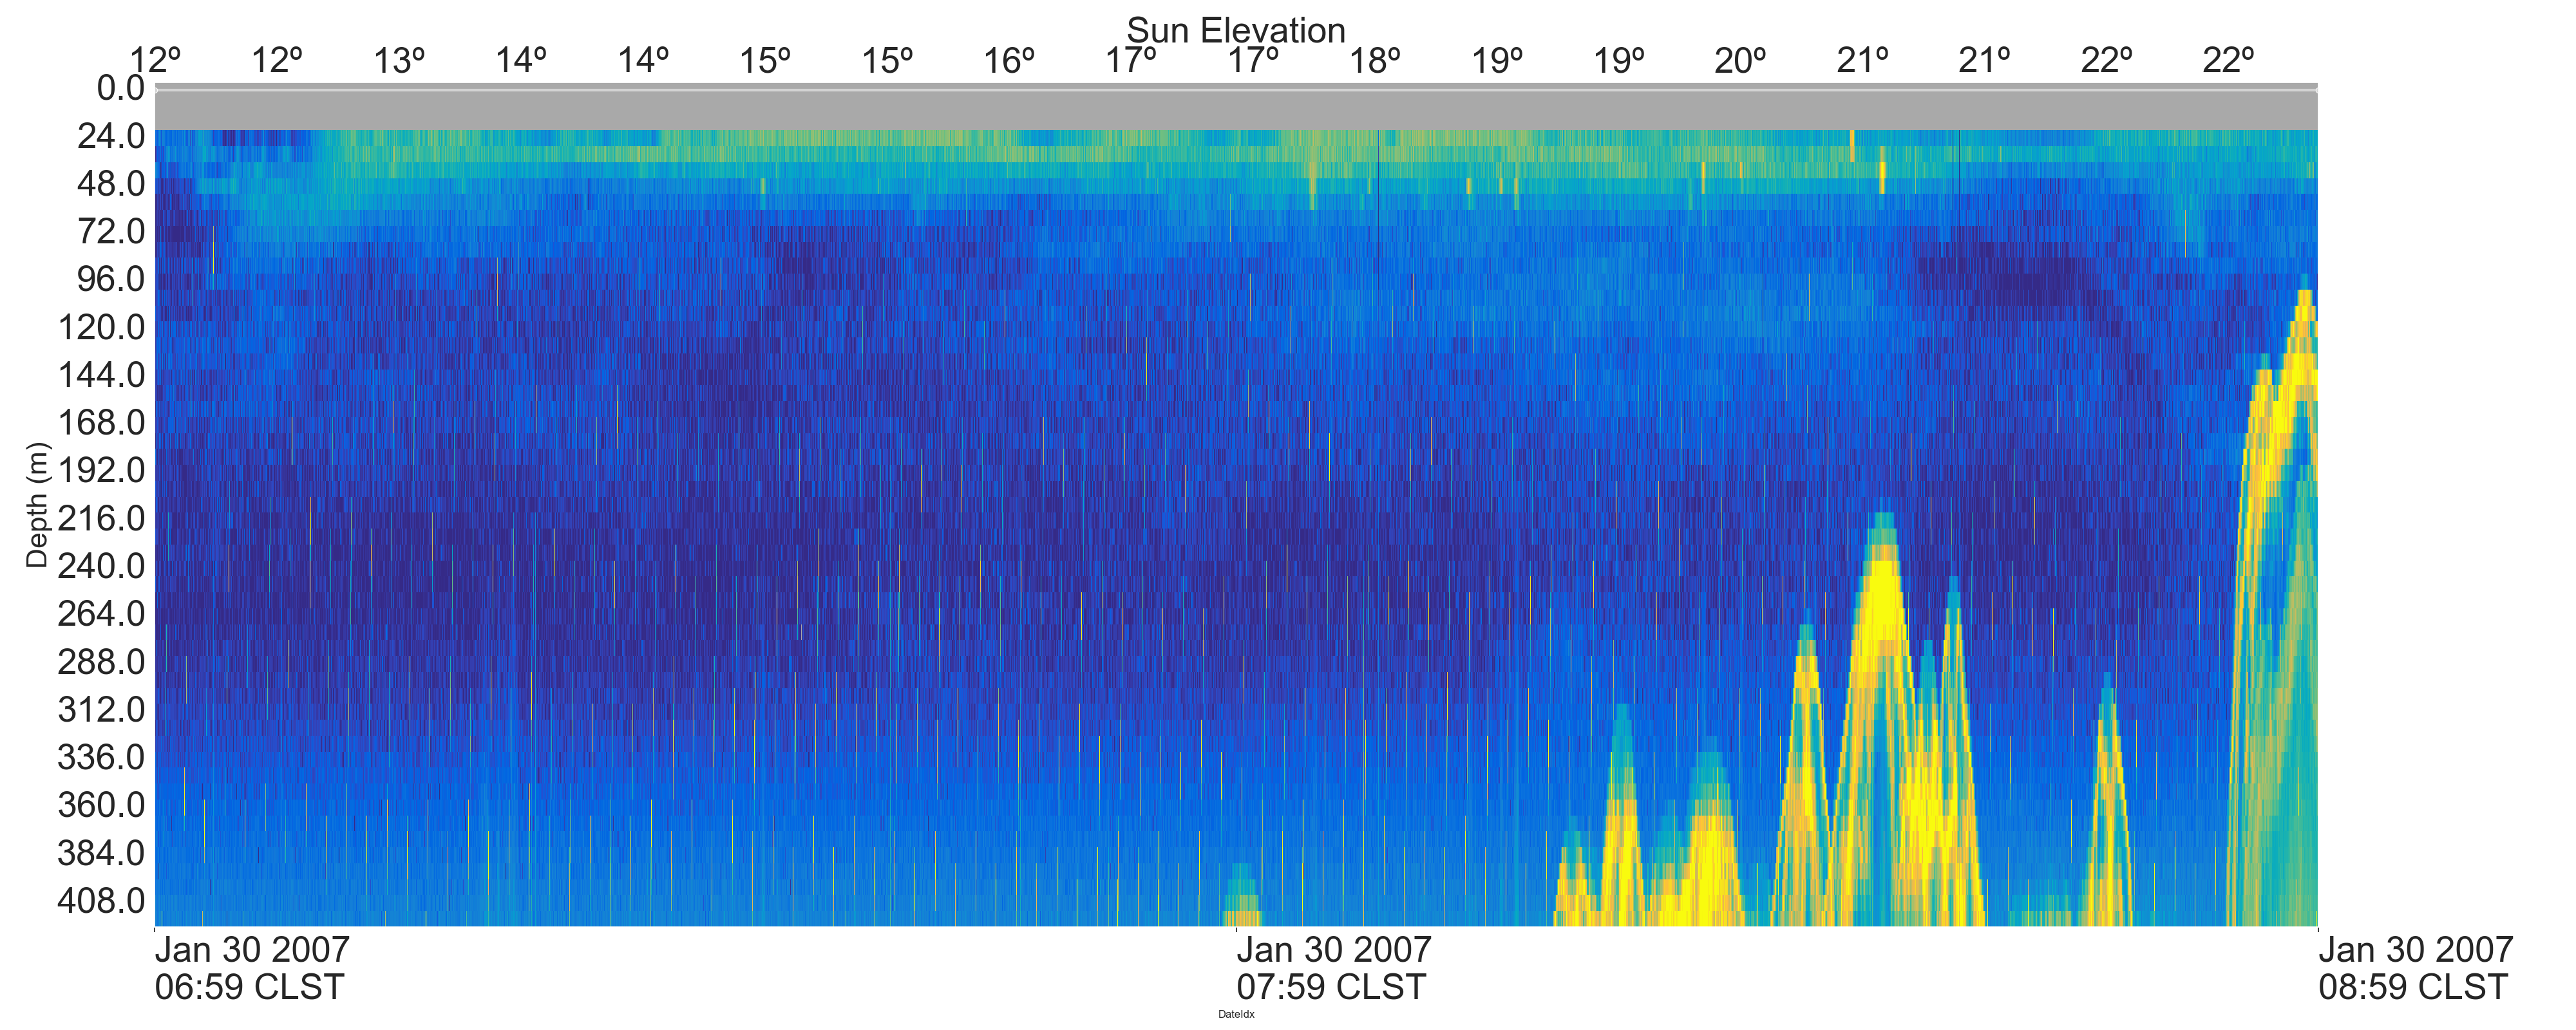 Sun Elevation
12º 12º 13º 14º 14º 15º 15º 16º 17º 17º 18º 19º 19º 20º 21º 21º 22º 22º
0.0
24.0
48.0
72.0
96.0
120.0
144.0
168.0
192.0
216.0
240.0
264.0
288.0
312.0
336.0
360.0
384.0
408.0
Depth (m)
Jan 30 2007
06:59 CLST
Jan 30 2007
07:59 CLST
Jan 30 2007
08:59 CLST
DateIdx